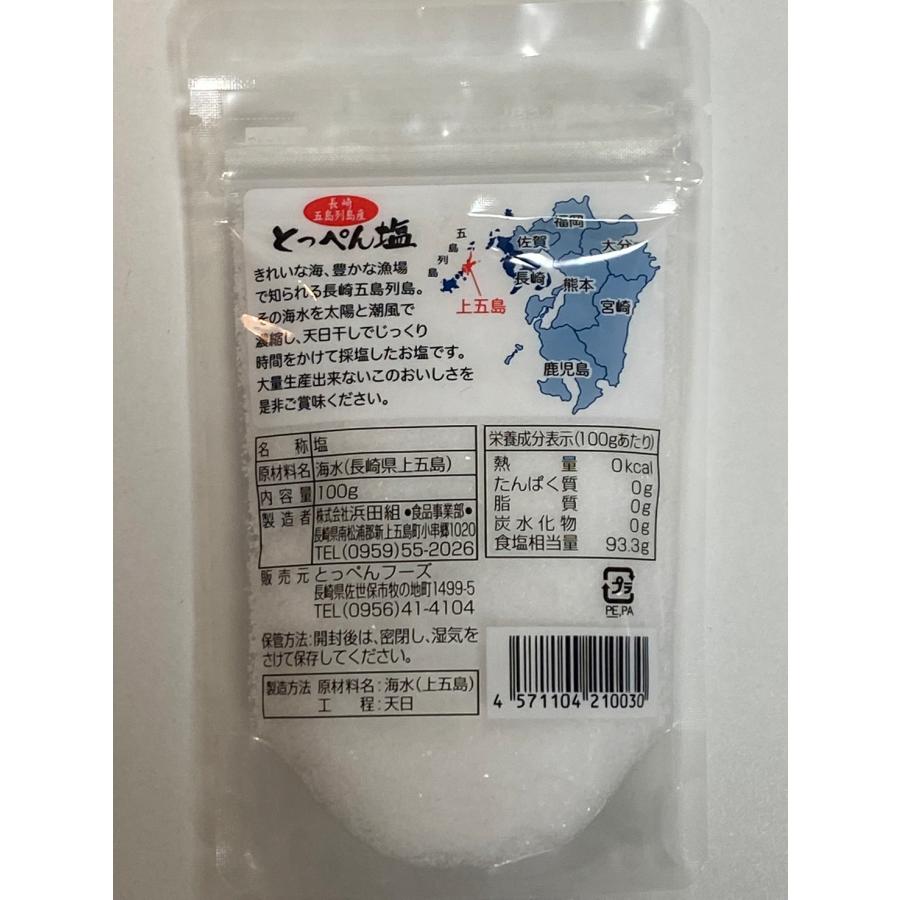 長崎
五島列島産
とっぺん塩
きれいな海、豊かな漁場
で知られる長崎五島列島。
その海水を太陽と潮風で
濃縮し、天日干しでじっくり
時間をかけて採塩したお塩です。
大量生産出来ないこのおいしさを
是非ご賞味ください。
福岡
佐賀
大分
五島列島
長崎
熊本
上五島
宮崎
鹿児島
名 称 塩
原材料名 海水(長崎県上五島)
内容量 100g
製造者 株式会社浜田組●食品事業部●
長崎県南松浦郡新上五島町小串郷1020
TEL(0959)55-2026
販売元 とっぺんフーズ
長崎県佐世保市牧の地町1499-5
TEL(0956)41-4104
保管方法:開封後は、密閉し、湿気を
さけて保存してください。
製造方法 原材料名:海水(上五島)
工 程:天日
栄養成分表示(100gあたり)
熱 量 0kcal
たんぱく質 0g
脂 質 0g
炭水化物 0g
食塩相当量 93.3g
プラ
PE,PA
4 571104 210030